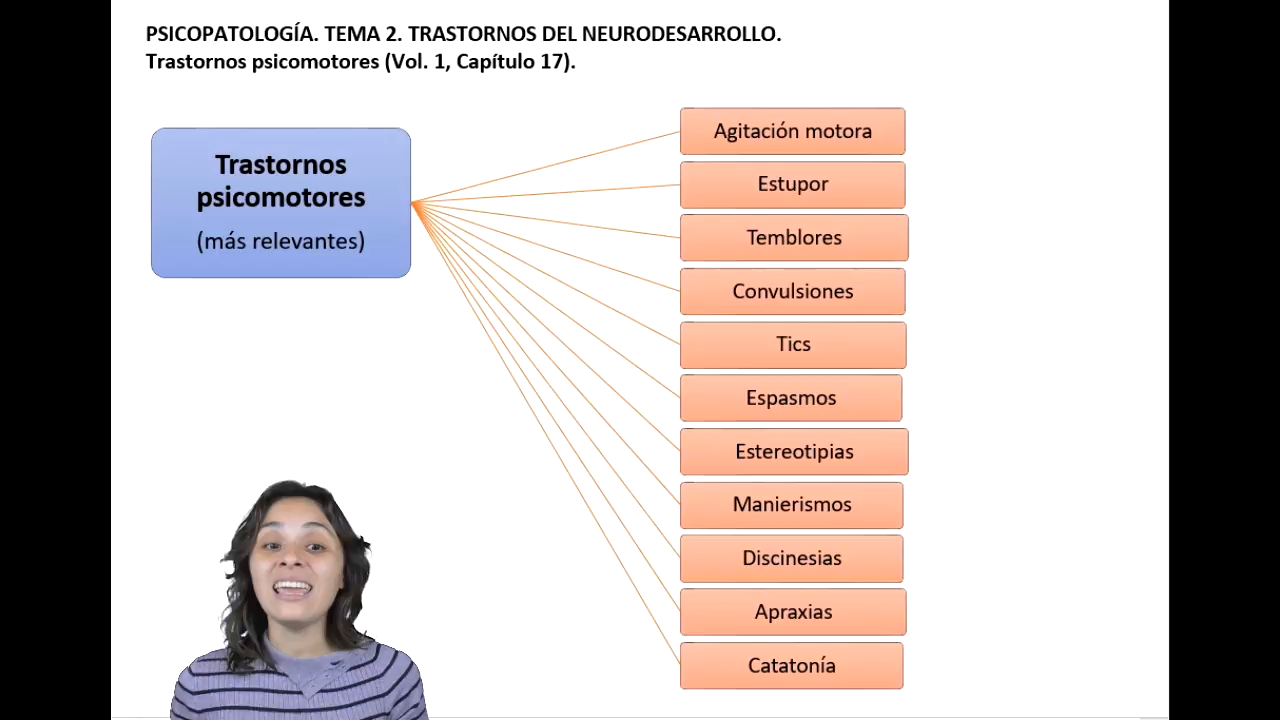 PSICOPATOLOGÍA. TEMA 2. TRASTORNOS DEL NEURODESARROLLO.
Trastornos psicomotores (Vol. 1, Capítulo 17).
Trastornos
psicomotores
(más relevantes)
Agitación motora
Estupor
Temblores
Convulsiones
Tics
Espasmos
Estereotipias
Manierismos
Discinesias
Apraxias
Catatonía